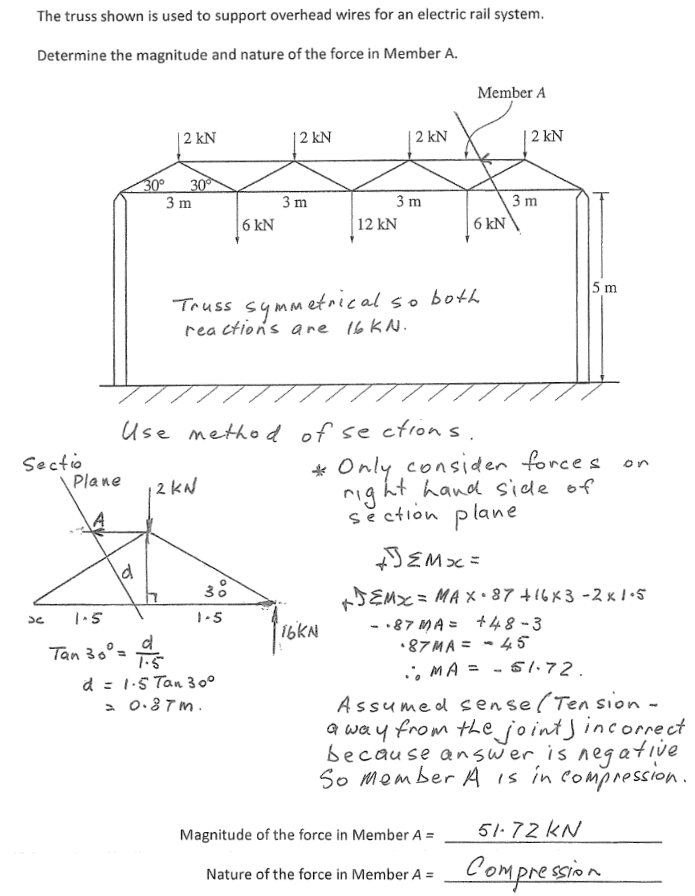 The truss shown is used to support overhead wires for an electric rail system.
Determine the magnitude and nature of the force in Member A.
Member A
2 kN 2 kN 2 kN 2 kN
30° 30°
3 m 3 m 3 m 3 m
6 kN 12 kN 6 kN
5 m
Truss symmetrical so both
reactions are 16 KN.
Use method of sections.
Sectio
Plane
2 KN
A
d
30
x 1.5 1.5
16KN
Tan 30° = d/1.5
d = 1.5 Tan 30°
= 0.87m.
* Only consider forces on
right hand side of
section plane
+ΣMx =
+ΣMx = MA x .87 +16x3 -2x1.5
- .87 MA = +48-3
.87MA = - 45
∴ MA = - 51.72.
Assumed sense (Tension -
away from the joint) incorrect
because answer is negative
So Member A is in compression.
Magnitude of the force in Member A = 51.72 kN
Nature of the force in Member A = Compression